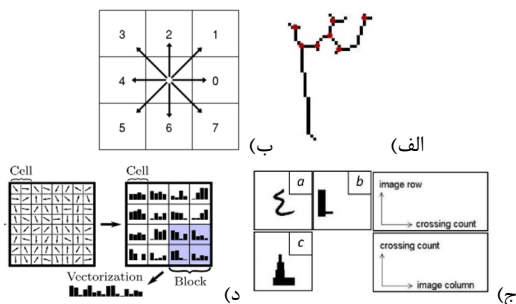 3 2 1
4 0
5 6 7
ب)
الف)
Cell
Cell
Vectorization
Block
د)
a
b
c
image row
crossing count
crossing count
image column
ج)